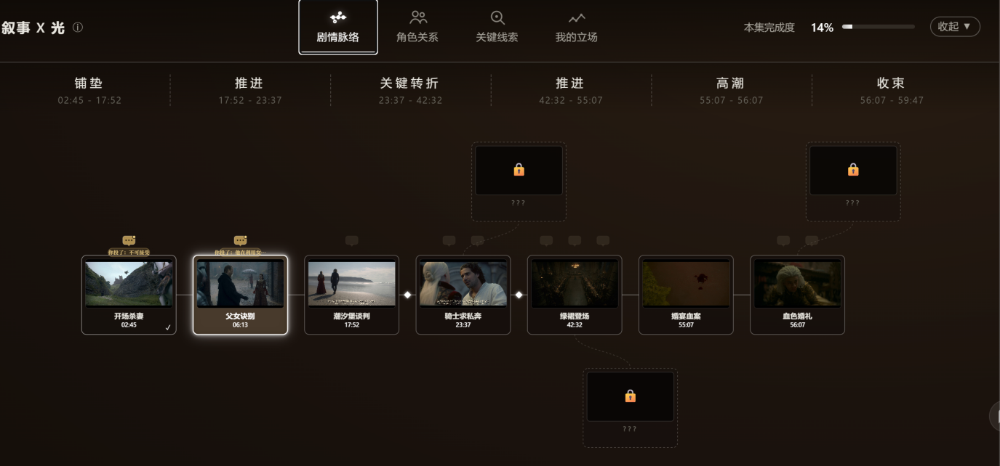 叙事 X 光 ⓘ
剧情脉络
角色关系
关键线索
我的立场
本集完成度 14%
收起 ▼
铺垫
02:45 - 17:52
推进
17:52 - 23:37
关键转折
23:37 - 42:32
推进
42:32 - 55:07
高潮
55:07 - 56:07
收束
56:07 - 59:47
???
???
你投了：不可接受
你投了：他在利用女…
开场杀妻
02:45
✓
父女诀别
06:13
潮汐堡谈判
17:52
骑士求私奔
23:37
绿裙登场
42:32
婚宴血案
55:07
血色婚礼
56:07
???